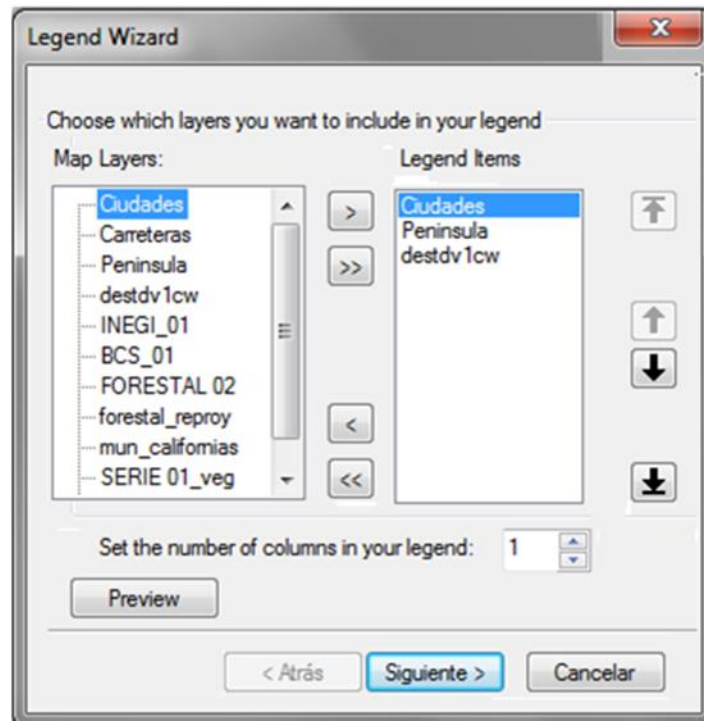 Legend Wizard
Choose which layers you want to include in your legend
Map Layers:
Legend Items
Ciudades
Carreteras
Peninsula
destdv1cw
INEGI_01
BCS_01
FORESTAL 02
forestal_reproy
mun_californias
SERIE 01_veg
>
>>
<
<<
Ciudades
Peninsula
destdv1cw
Set the number of columns in your legend: 1
Preview
< Atrás Siguiente > Cancelar